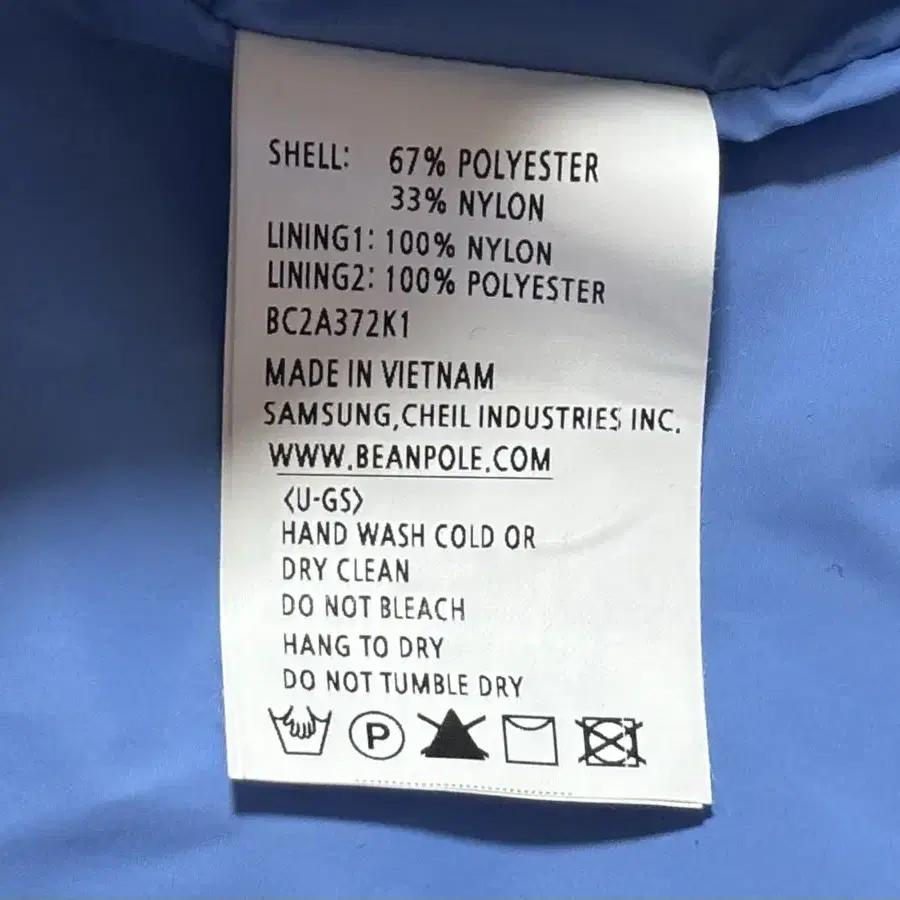 SHELL: 67% POLYESTER
33% NYLON
LINING1: 100% NYLON
LINING2: 100% POLYESTER
BC2A372K1
MADE IN VIETNAM
SAMSUNG,CHEIL INDUSTRIES INC.
WWW.BEANPOLE.COM
<U-GS>
HAND WASH COLD OR
DRY CLEAN
DO NOT BLEACH
HANG TO DRY
DO NOT TUMBLE DRY
P